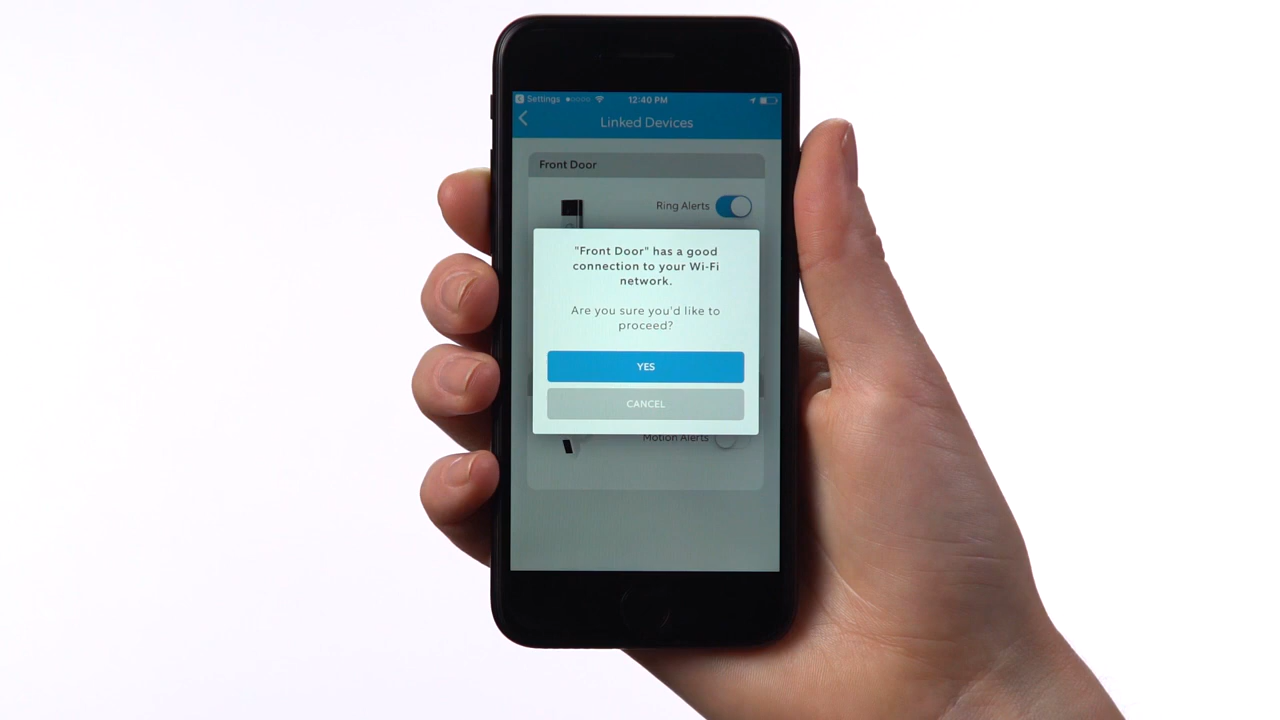 Settings 12:40 PM
Linked Devices
Front Door
Ring Alerts
"Front Door" has a good
connection to your Wi-Fi
network.
Are you sure you'd like to
proceed?
YES
CANCEL
Motion Alerts